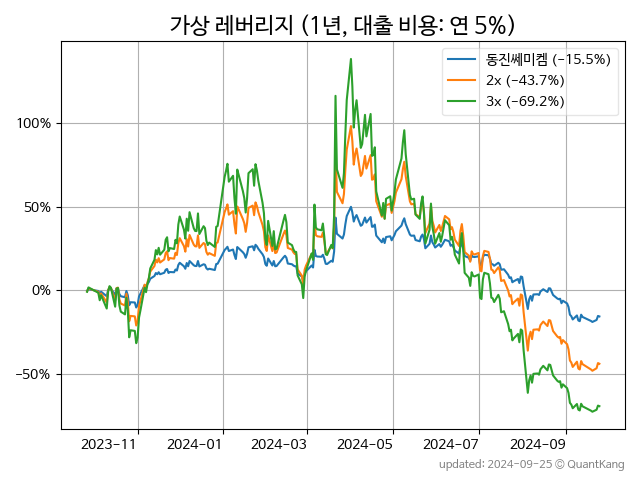 가상 레버리지 (1년, 대출 비용: 연 5%)
동진쎄미켐 (−15.5%)
2x (−43.7%)
3x (−69.2%)
100%
50%
0%
−50%
2023-11 2024-01 2024-03 2024-05 2024-07 2024-09
updated: 2024-09-25 © QuantKang